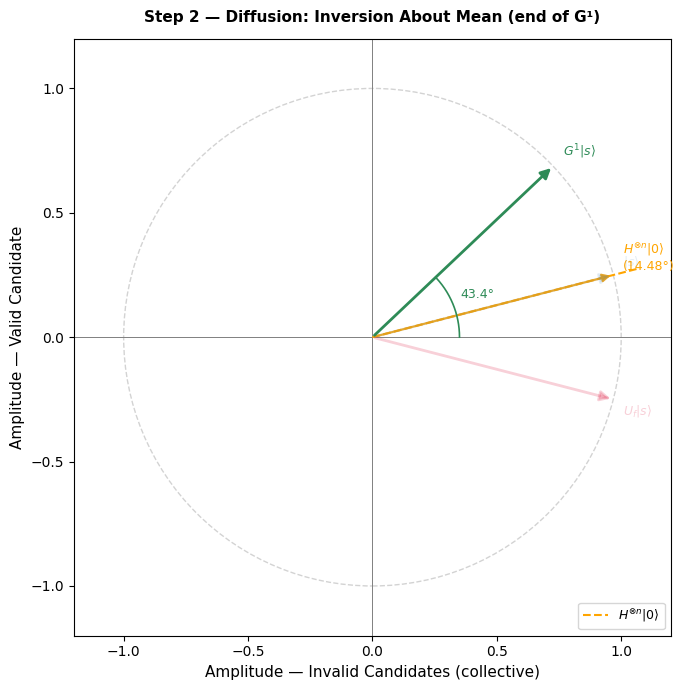 Step 2 — Diffusion: Inversion About Mean (end of G¹)
1.0
0.5
0.0
−0.5
−1.0
Amplitude — Valid Candidate
G¹|s⟩
H⊗ⁿ|0⟩
(14.48°)
43.4°
U_f|s⟩
H⊗ⁿ|0⟩
−1.0
−0.5
0.0
0.5
1.0
Amplitude — Invalid Candidates (collective)